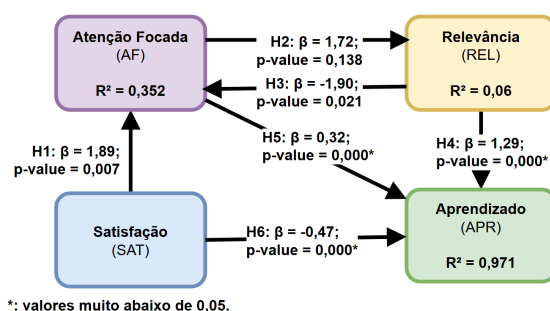 Atenção Focada
(AF)
R² = 0,352
H2: β = 1,72;
p-value =
0,138
Relevância
(REL)
R² = 0,06
H3: β = -1,90;
p-value =
0,021
H1: β = 1,89;
p-value = 0,007
H5: β = 0,32;
p-value = 0,000*
H4: β = 1,29;
p-value = 0,000*
Satisfação
(SAT)
H6: β = -0,47;
p-value = 0,000*
Aprendizado
(APR)
R² = 0,971
*: valores muito abaixo de 0,05.